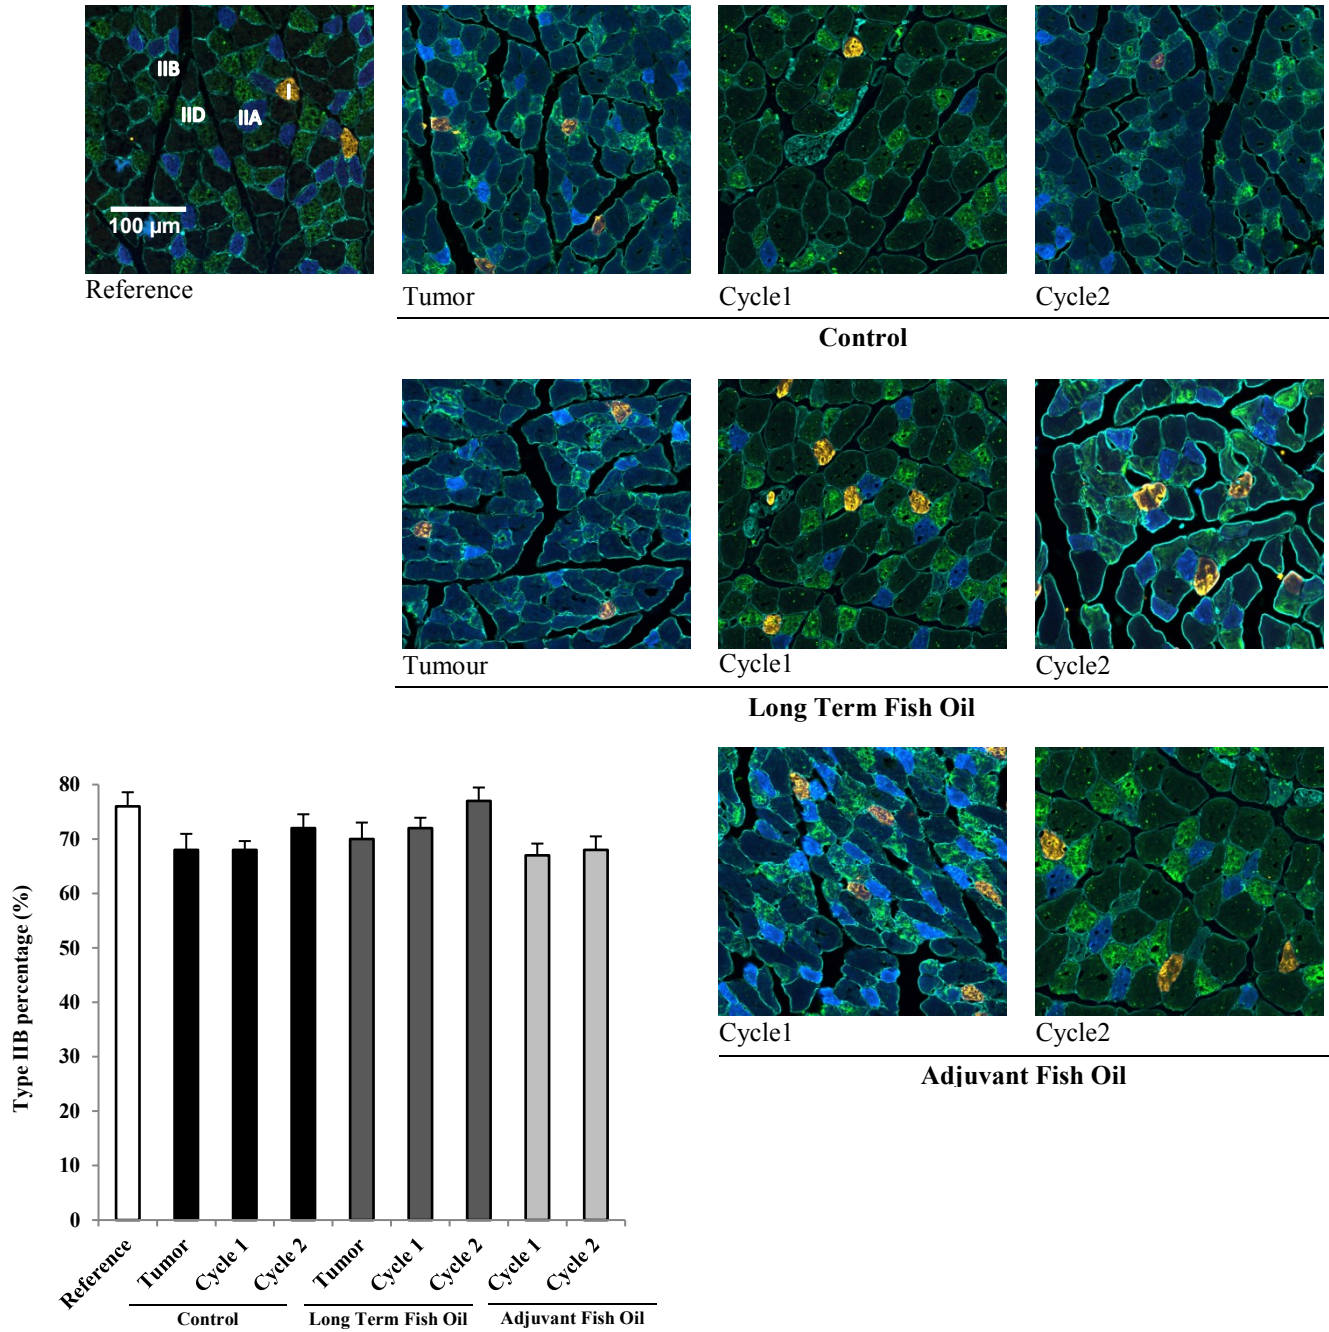 IIB
IID
IIA
I
100 µm
Reference
Tumor
Cycle1
Cycle2
Control
Tumour
Cycle1
Cycle2
Long Term Fish Oil
Cycle1
Cycle2
Adjuvant Fish Oil
Type IIB percentage (%)
80
70
60
50
40
30
20
10
0
Reference
Tumor
Cycle 1
Cycle 2
Tumor
Cycle 1
Cycle 2
Cycle 1
Cycle 2
Control
Long Term Fish Oil
Adjuvant Fish Oil